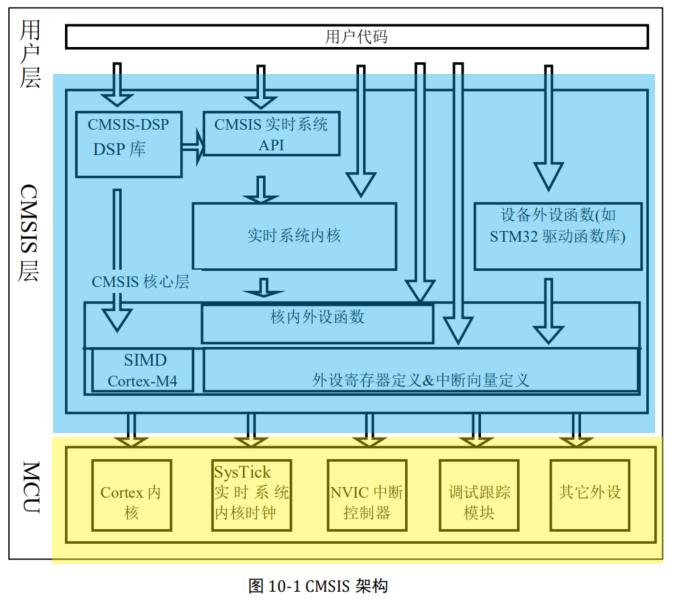 用户层
用户代码
CMSIS层
CMSIS-DSP
DSP 库
CMSIS 实时系统
API
实时系统内核
设备外设函数(如
STM32 驱动函数库)
CMSIS 核心层
核内外设函数
SIMD
Cortex-M4
外设寄存器定义&中断向量定义
MCU
Cortex 内
核
SysTick
实时系统
内核时钟
NVIC 中断
控制器
调试跟踪
模块
其它外设
图 10-1 CMSIS 架构